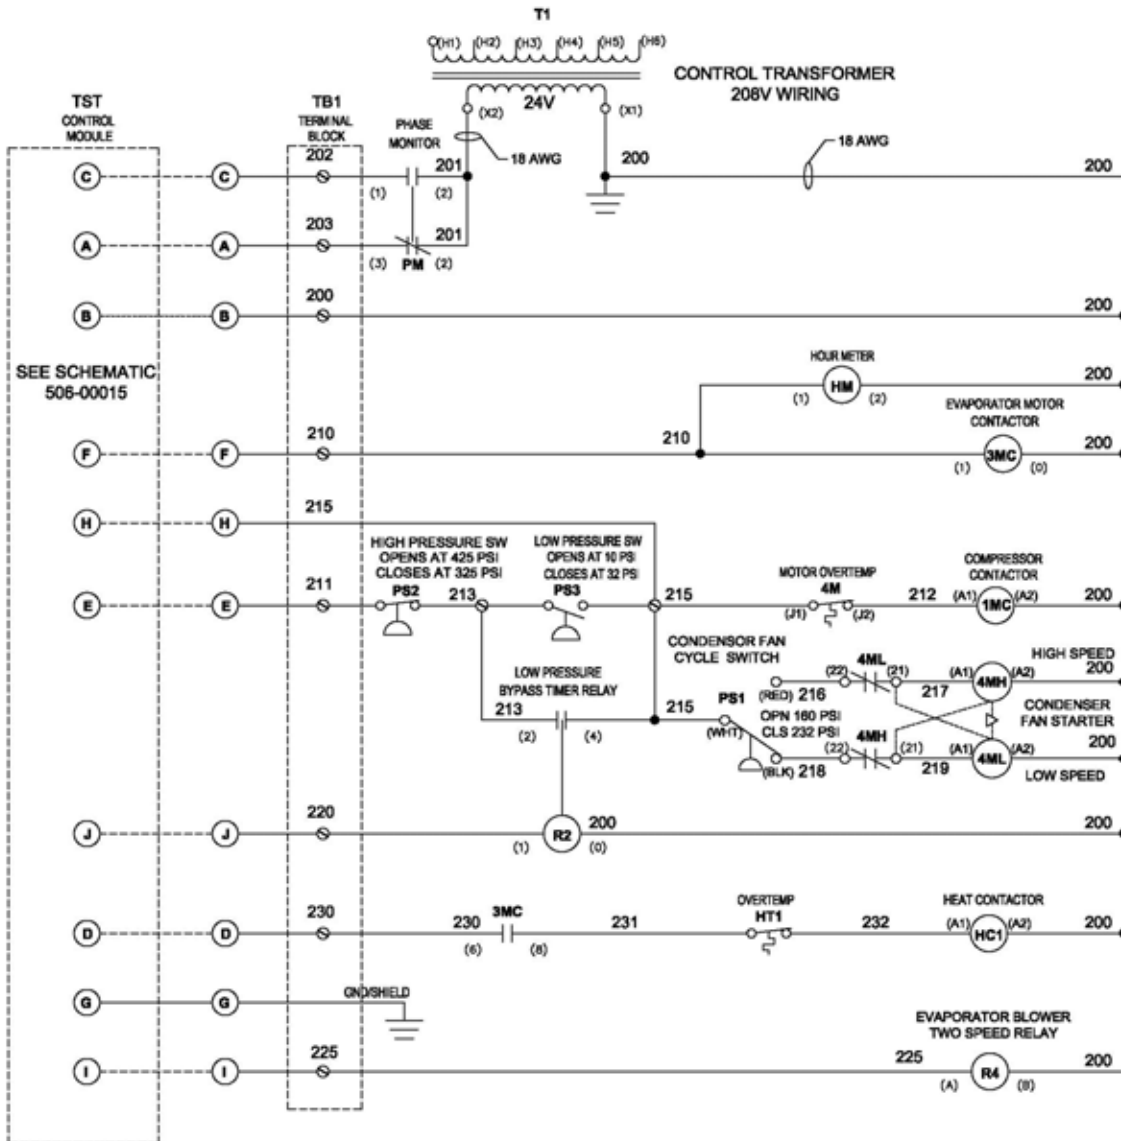 T1
(H1) (H2) (H3) (H4) (H5) (H6)
CONTROL TRANSFORMER
208V WIRING
24V
(X2) (X1)
TST
CONTROL
MODULE
TB1
TERMINAL
BLOCK
PHASE
MONITOR
18 AWG
18 AWG
C C 202 201 200 200
(1) (2)
A A 203 201
(3) PM (2)
B B 200 200
SEE SCHEMATIC
506-00015
HOUR METER
(1) HM (2) 200
EVAPORATOR MOTOR
CONTACTOR
F F 210 210 200
(1) 3MC (0)
H H 215
HIGH PRESSURE SW
OPENS AT 425 PSI
CLOSES AT 325 PSI
PS2
LOW PRESSURE SW
OPENS AT 10 PSI
CLOSES AT 32 PSI
PS3
MOTOR OVERTEMP
4M
COMPRESSOR
CONTACTOR
E E 211 213 215 212 (A1) 1MC (A2) 200
(J1) (J2)
CONDENSOR FAN
CYCLE SWITCH
HIGH SPEED
200
(RED) 216 (22) 4ML (21) 217 (A1) 4MH (A2)
LOW PRESSURE
BYPASS TIMER RELAY
213 215 PS1
(2) (4) (WHT)
OPN 160 PSI
CLS 232 PSI
CONDENSER
FAN STARTER
(BLK) 218 (22) 4MH (21) 219 (A1) 4ML (A2) 200
LOW SPEED
J J 220 200 200
(1) R2 (0)
OVERTEMP
HT1
HEAT CONTACTOR
D D 230 230 3MC 231 232 (A1) HC1 (A2) 200
(6) (8)
G G GND/SHIELD
EVAPORATOR BLOWER
TWO SPEED RELAY
I I 225 225 200
(A) R4 (B)